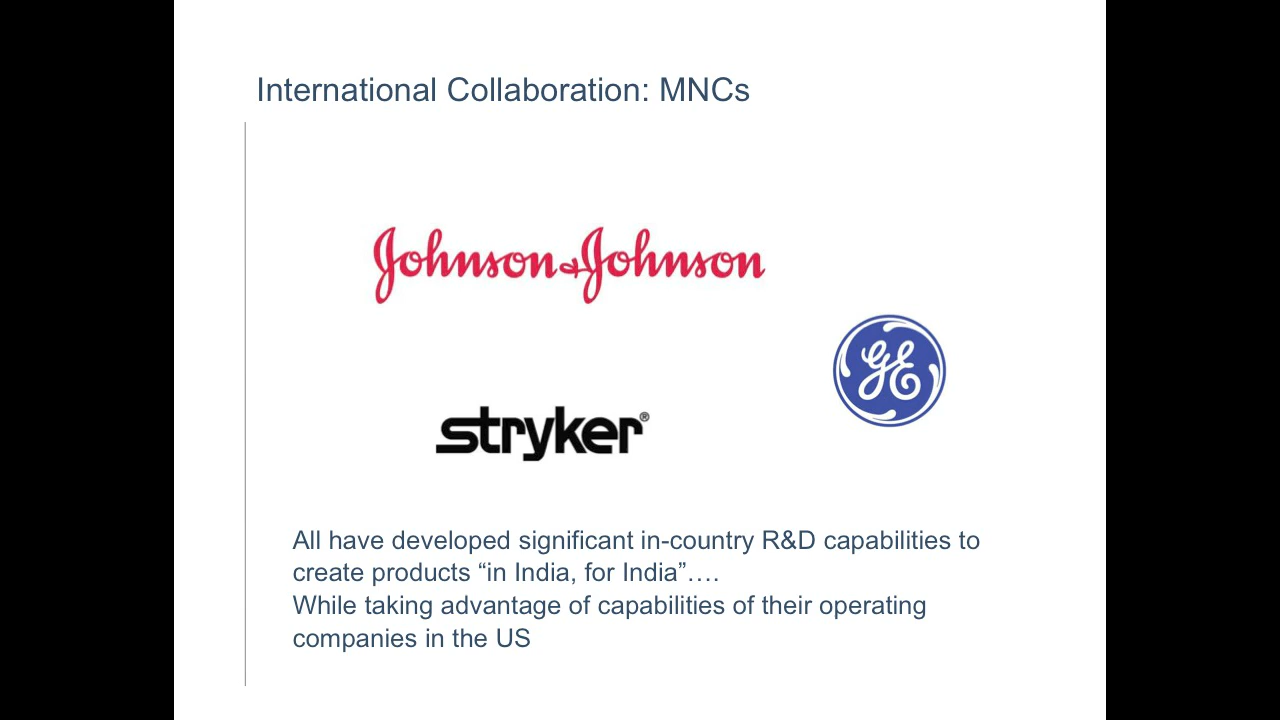 International Collaboration: MNCs
Johnson&Johnson
GE
stryker®
All have developed significant in-country R&D capabilities to
create products “in India, for India”….
While taking advantage of capabilities of their operating
companies in the US